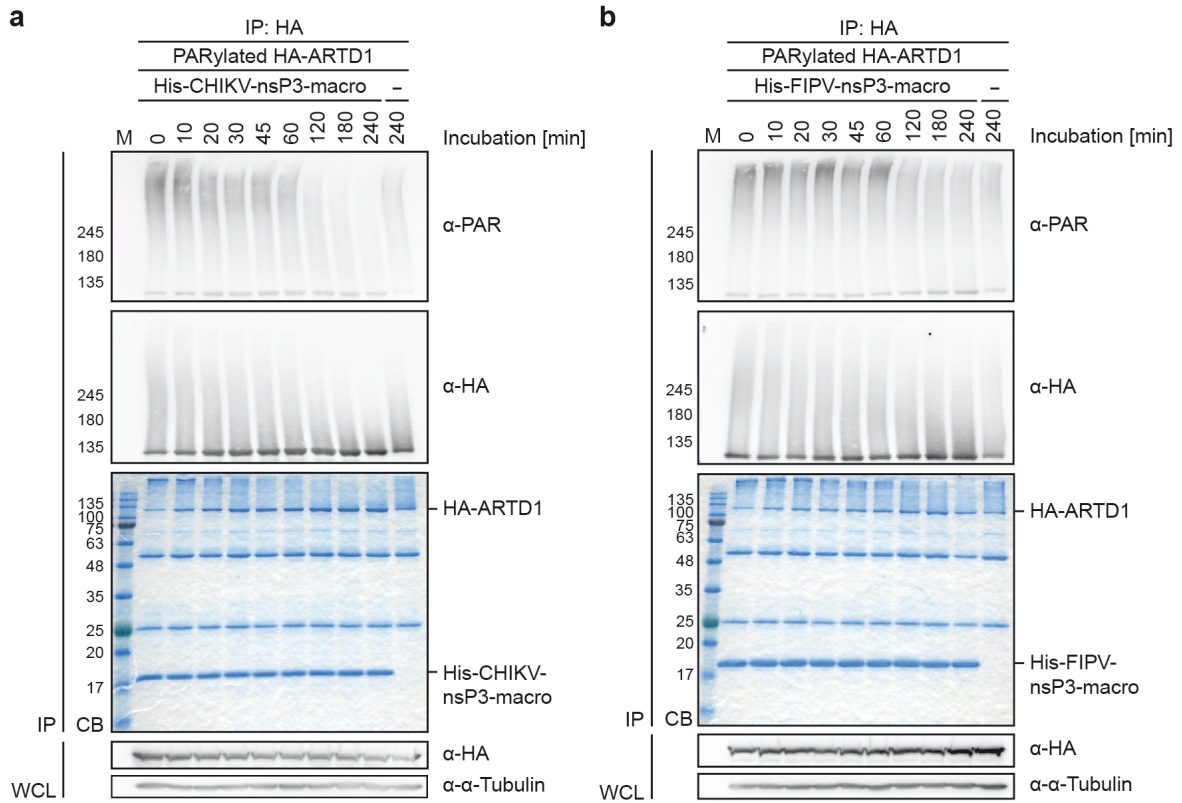 a
IP: HA
PARylated HA-ARTD1
His-CHIKV-nsP3-macro –
M 0 10 20 30 45 60 120 180 240 240 Incubation [min]
245
180
135
α-PAR
245
180
135
α-HA
135
100
75
63
48
35
25
20
17
HA-ARTD1
His-CHIKV-
nsP3-macro
IP CB
α-HA
WCL
α-α-Tubulin
b
IP: HA
PARylated HA-ARTD1
His-FIPV-nsP3-macro –
M 0 10 20 30 45 60 120 180 240 240 Incubation [min]
245
180
135
α-PAR
245
180
135
α-HA
135
100
75
63
48
35
25
20
17
HA-ARTD1
His-FIPV-
nsP3-macro
IP CB
α-HA
WCL
α-α-Tubulin